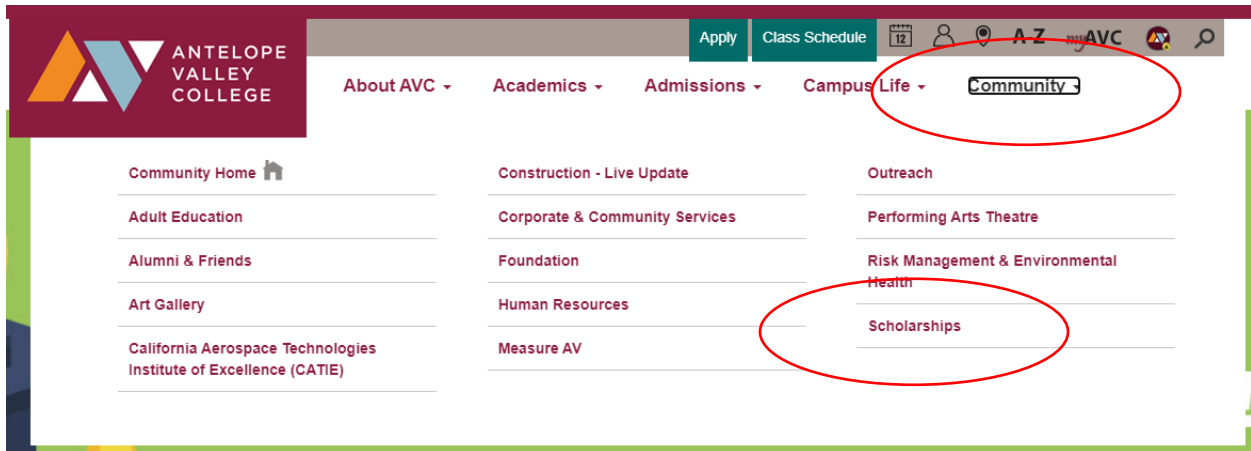 ANTELOPE
VALLEY
COLLEGE
Apply
Class Schedule
12
A-Z
myAVC
About AVC
Academics
Admissions
Campus Life
Community
Community Home
Adult Education
Alumni & Friends
Art Gallery
California Aerospace Technologies
Institute of Excellence (CATIE)
Construction - Live Update
Corporate & Community Services
Foundation
Human Resources
Measure AV
Outreach
Performing Arts Theatre
Risk Management & Environmental
Health
Scholarships